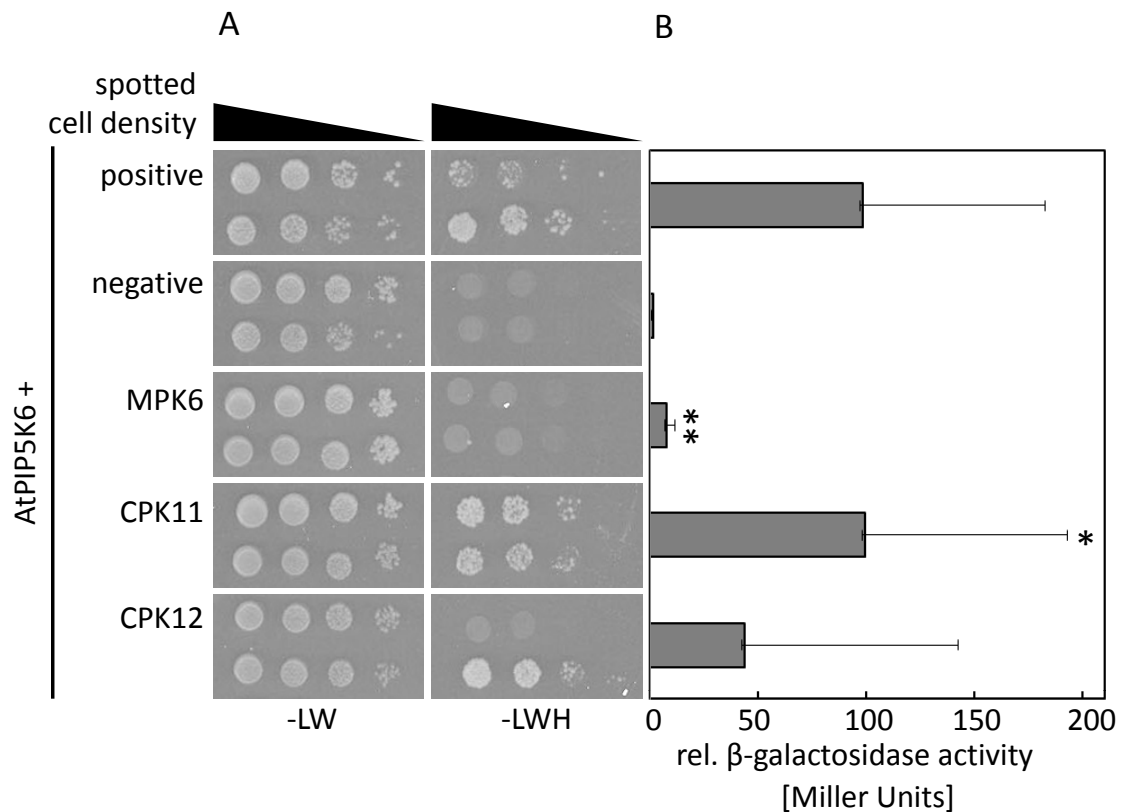 A
B
spotted
cell density
AtPIP5K6 +
positive
negative
MPK6
**
CPK11
*
CPK12
-LW
-LWH
0 50 100 150 200
rel. β-galactosidase activity
[Miller Units]